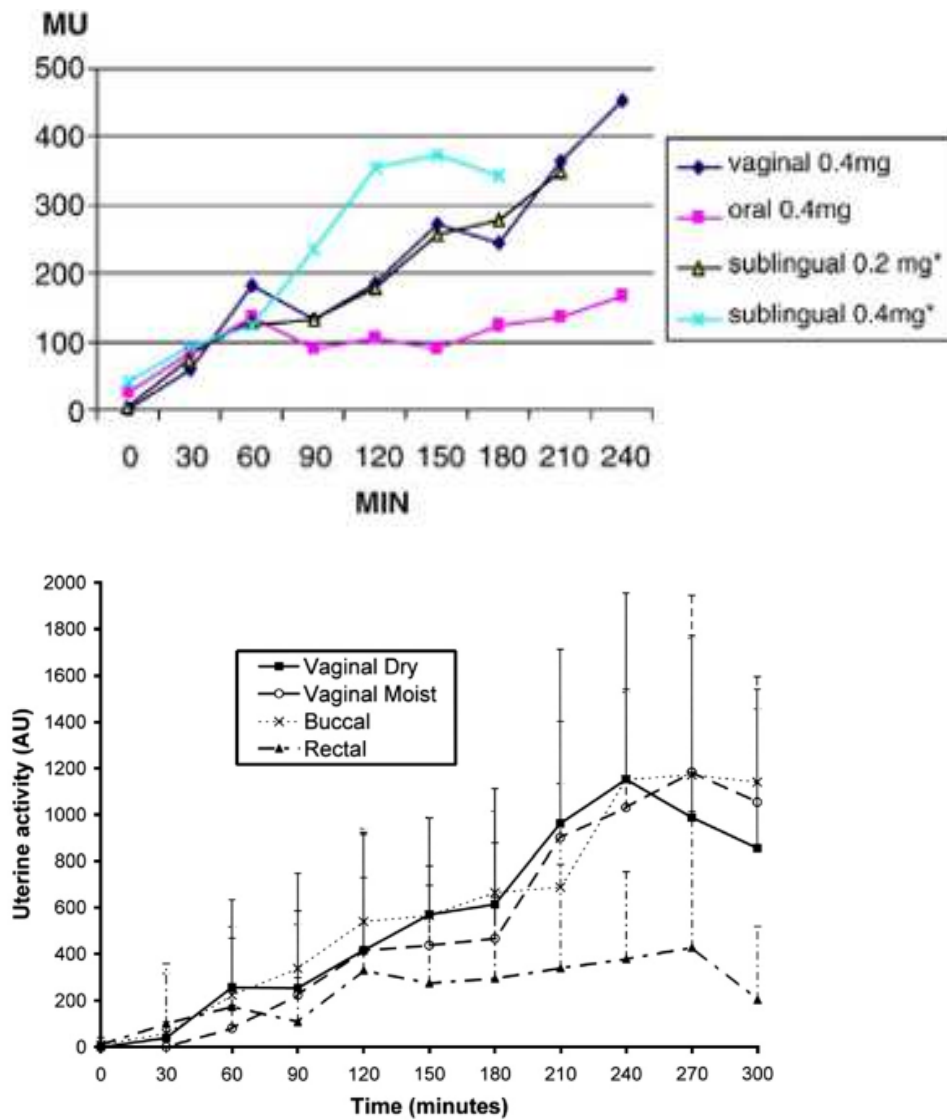 MU
500
400
300
200
100
0
0 30 60 90 120 150 180 210 240
MIN
vaginal 0.4mg
oral 0.4mg
sublingual 0.2 mg*
sublingual 0.4mg*
2000
1800
1600
1400
1200
1000
800
600
400
200
0
Uterine activity (AU)
Vaginal Dry
Vaginal Moist
Buccal
Rectal
0 30 60 90 120 150 180 210 240 270 300
Time (minutes)